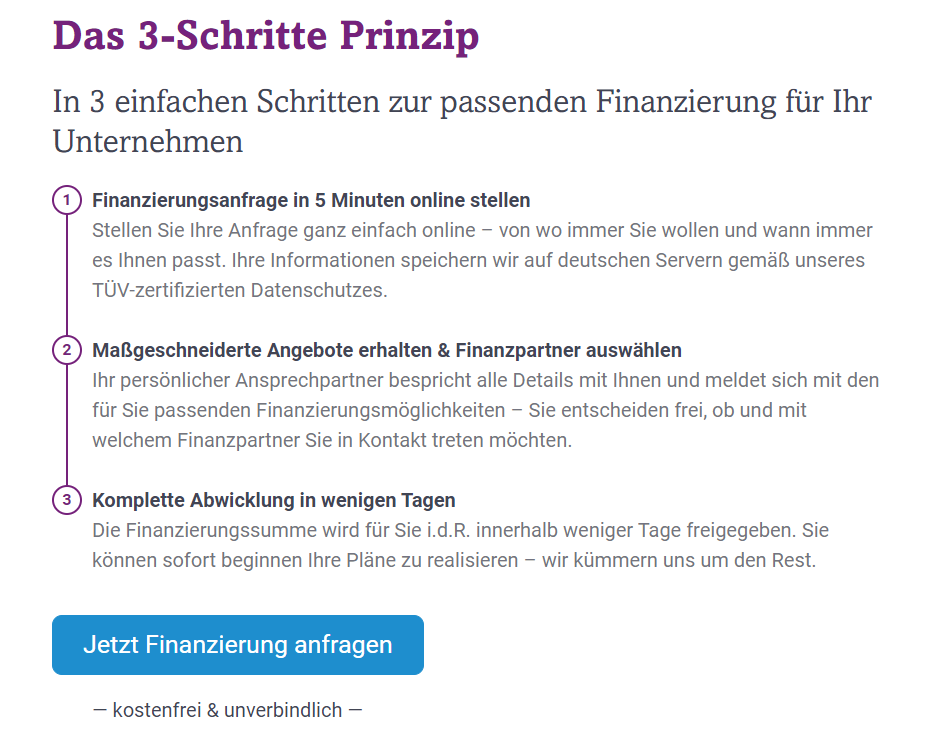 Das 3-Schritte Prinzip
In 3 einfachen Schritten zur passenden Finanzierung für Ihr
Unternehmen
1 Finanzierungsanfrage in 5 Minuten online stellen
Stellen Sie Ihre Anfrage ganz einfach online – von wo immer Sie wollen und wann immer
es Ihnen passt. Ihre Informationen speichern wir auf deutschen Servern gemäß unseres
TÜV-zertifizierten Datenschutzes.
2 Maßgeschneiderte Angebote erhalten & Finanzpartner auswählen
Ihr persönlicher Ansprechpartner bespricht alle Details mit Ihnen und meldet sich mit den
für Sie passenden Finanzierungsmöglichkeiten – Sie entscheiden frei, ob und mit
welchem Finanzpartner Sie in Kontakt treten möchten.
3 Komplette Abwicklung in wenigen Tagen
Die Finanzierungssumme wird für Sie i.d.R. innerhalb weniger Tage freigegeben. Sie
können sofort beginnen Ihre Pläne zu realisieren – wir kümmern uns um den Rest.
Jetzt Finanzierung anfragen
— kostenfrei & unverbindlich —